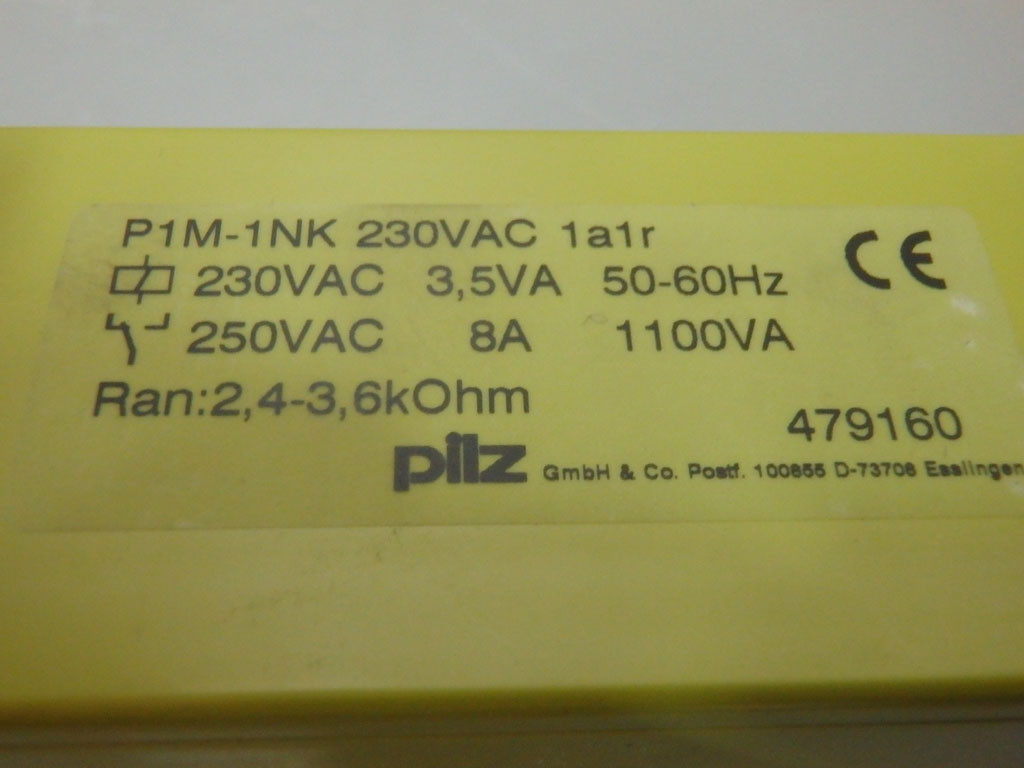 P1M-1NK 230VAC 1a1r
230VAC 3,5VA 50-60Hz
250VAC 8A 1100VA
Ran:2,4-3,6kOhm
479160
pilz GmbH & Co. Postf. 100855 D-73708 Esslingen
CE